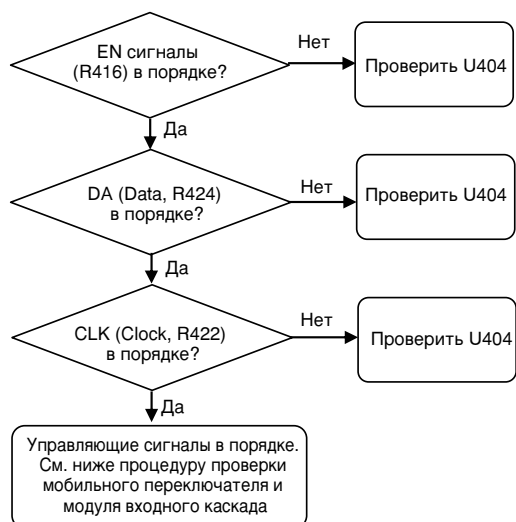 EN сигналы
(R416) в порядке?
Нет
Проверить U404
Да
DA (Data, R424)
в порядке?
Нет
Проверить U404
Да
CLK (Clock, R422)
в порядке?
Нет
Проверить U404
Да
Управляющие сигналы в порядке.
См. ниже процедуру проверки
мобильного переключателя и
модуля входного каскада